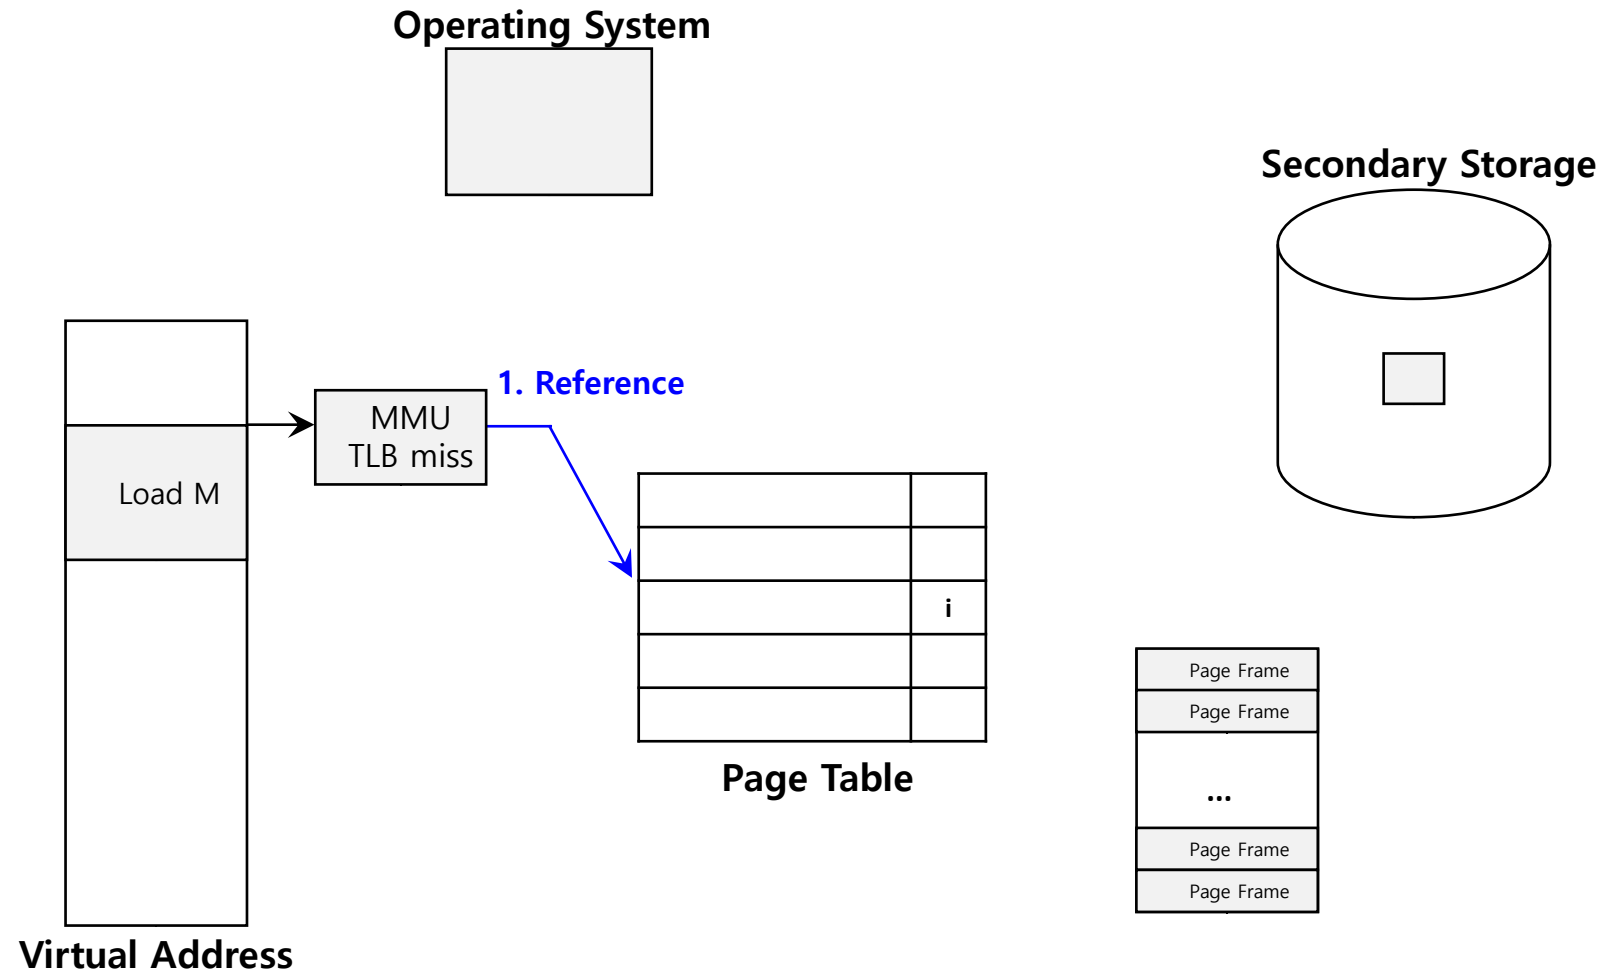 Operating System
Secondary Storage
1. Reference
MMU
TLB miss
Load M
i
Page Frame
Page Frame
...
Page Frame
Page Frame
Page Table
Virtual Address